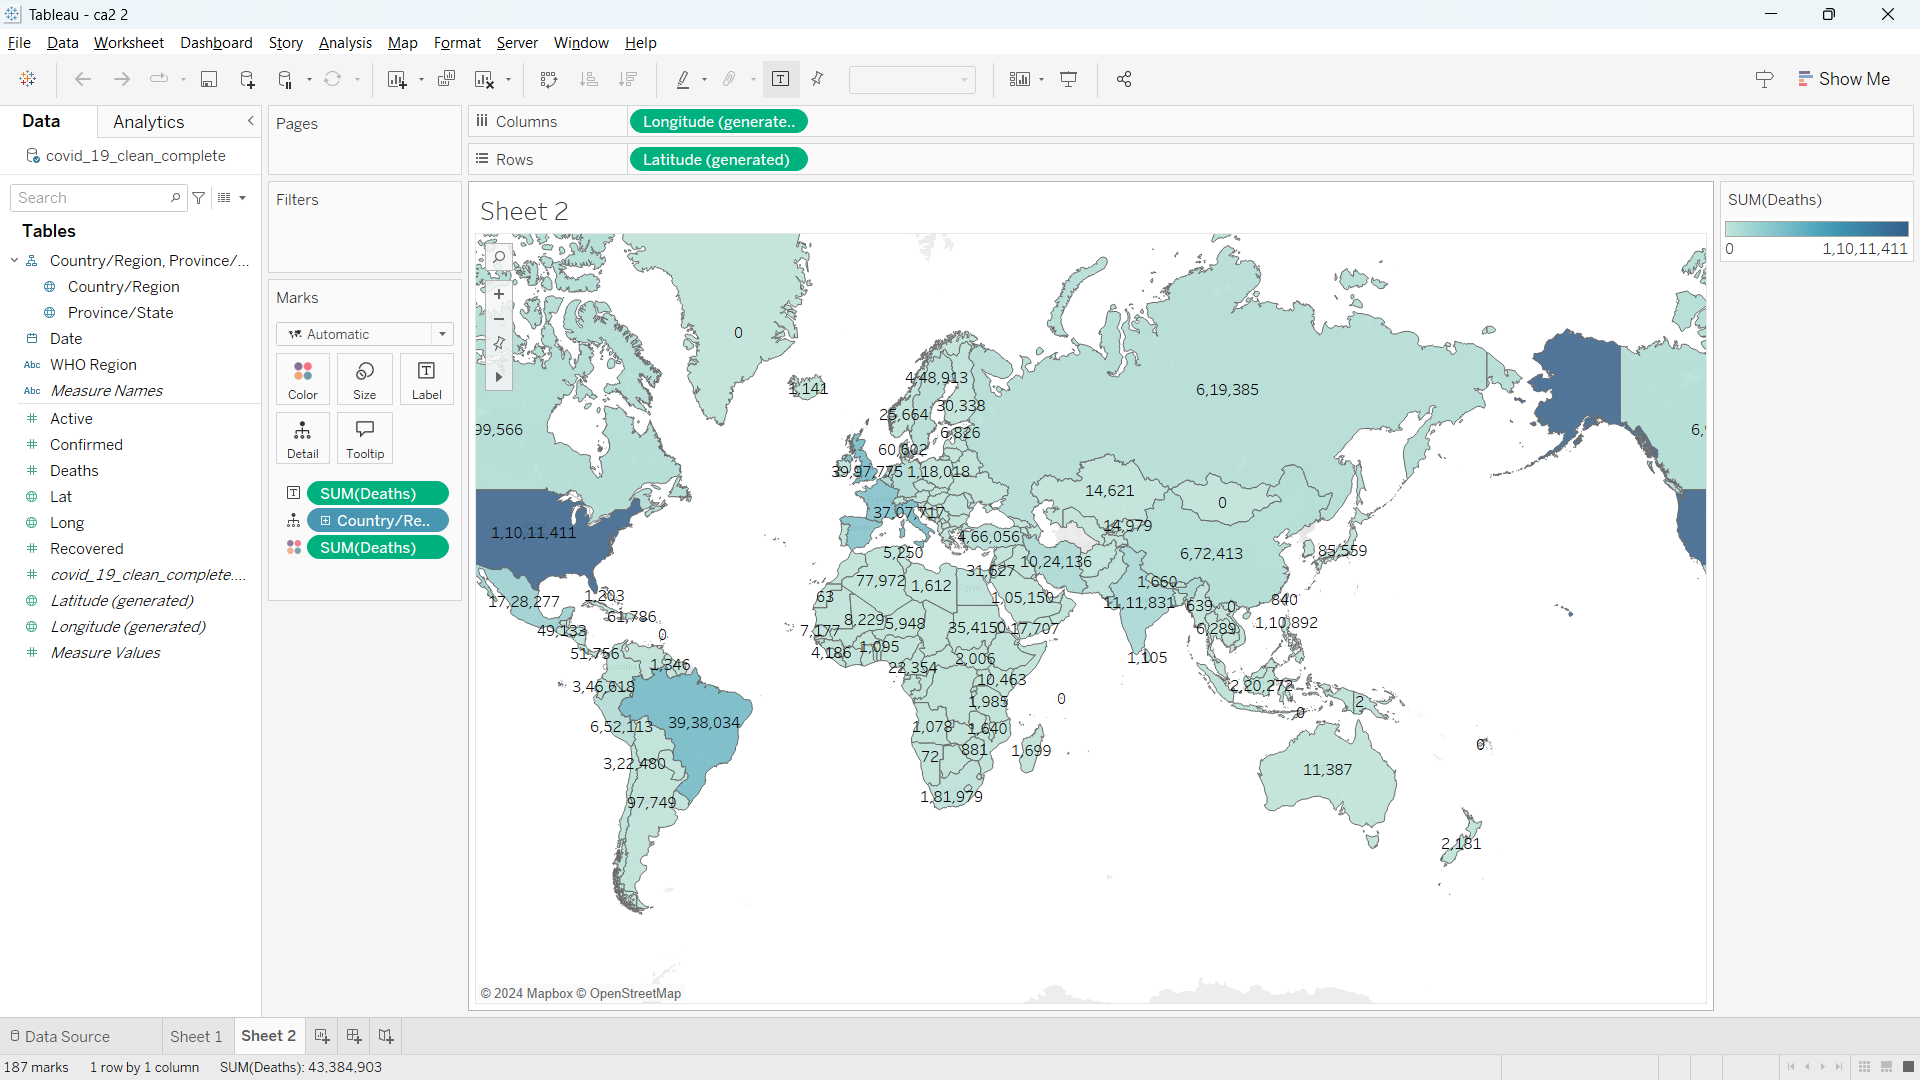 Tableau - ca2 2
File Data Worksheet Dashboard Story Analysis Map Format Server Window Help
Show Me
Data Analytics
covid_19_clean_complete
Search
Tables
Country/Region, Province/...
Country/Region
Province/State
Date
Abc WHO Region
Abc Measure Names
Active
Confirmed
Deaths
Lat
Long
Recovered
covid_19_clean_complete....
Latitude (generated)
Longitude (generated)
Measure Values
Pages
Filters
Marks
Automatic
Color Size Label
Detail Tooltip
SUM(Deaths)
Country/Re..
SUM(Deaths)
Columns Longitude (generate..
Rows Latitude (generated)
Sheet 2
0
1,141
4,48,913
6,19,385
25,664 30,338
99,566
6,826
60,602
39,97,775 1,18,018
14,621
0
37,07,717
14,979
1,10,11,411
4,66,056
5,250
6,72,413
85,559
10,24,136
31,627
77,972 1,612
1,660
17,28,277 1,203
63
1,05,150
11,11,831 639 0 840
61,786
8,229 5,948
1,10,892
49,133
0
7,177
35,4150 17,707
6,289
51,756
4,186 1,095
1,346
22,354 2,006
1,105
3,46,618
10,463
2,20,272
1,985
0
2
0
6,52,113 39,38,034
1,078 1,640
0
72 881 1,699
3,22,480
11,387
97,749
1,81,979
2,181
© 2024 Mapbox © OpenStreetMap
SUM(Deaths)
0 1,10,11,411
Data Source Sheet 1 Sheet 2
187 marks 1 row by 1 column SUM(Deaths): 43,384,903